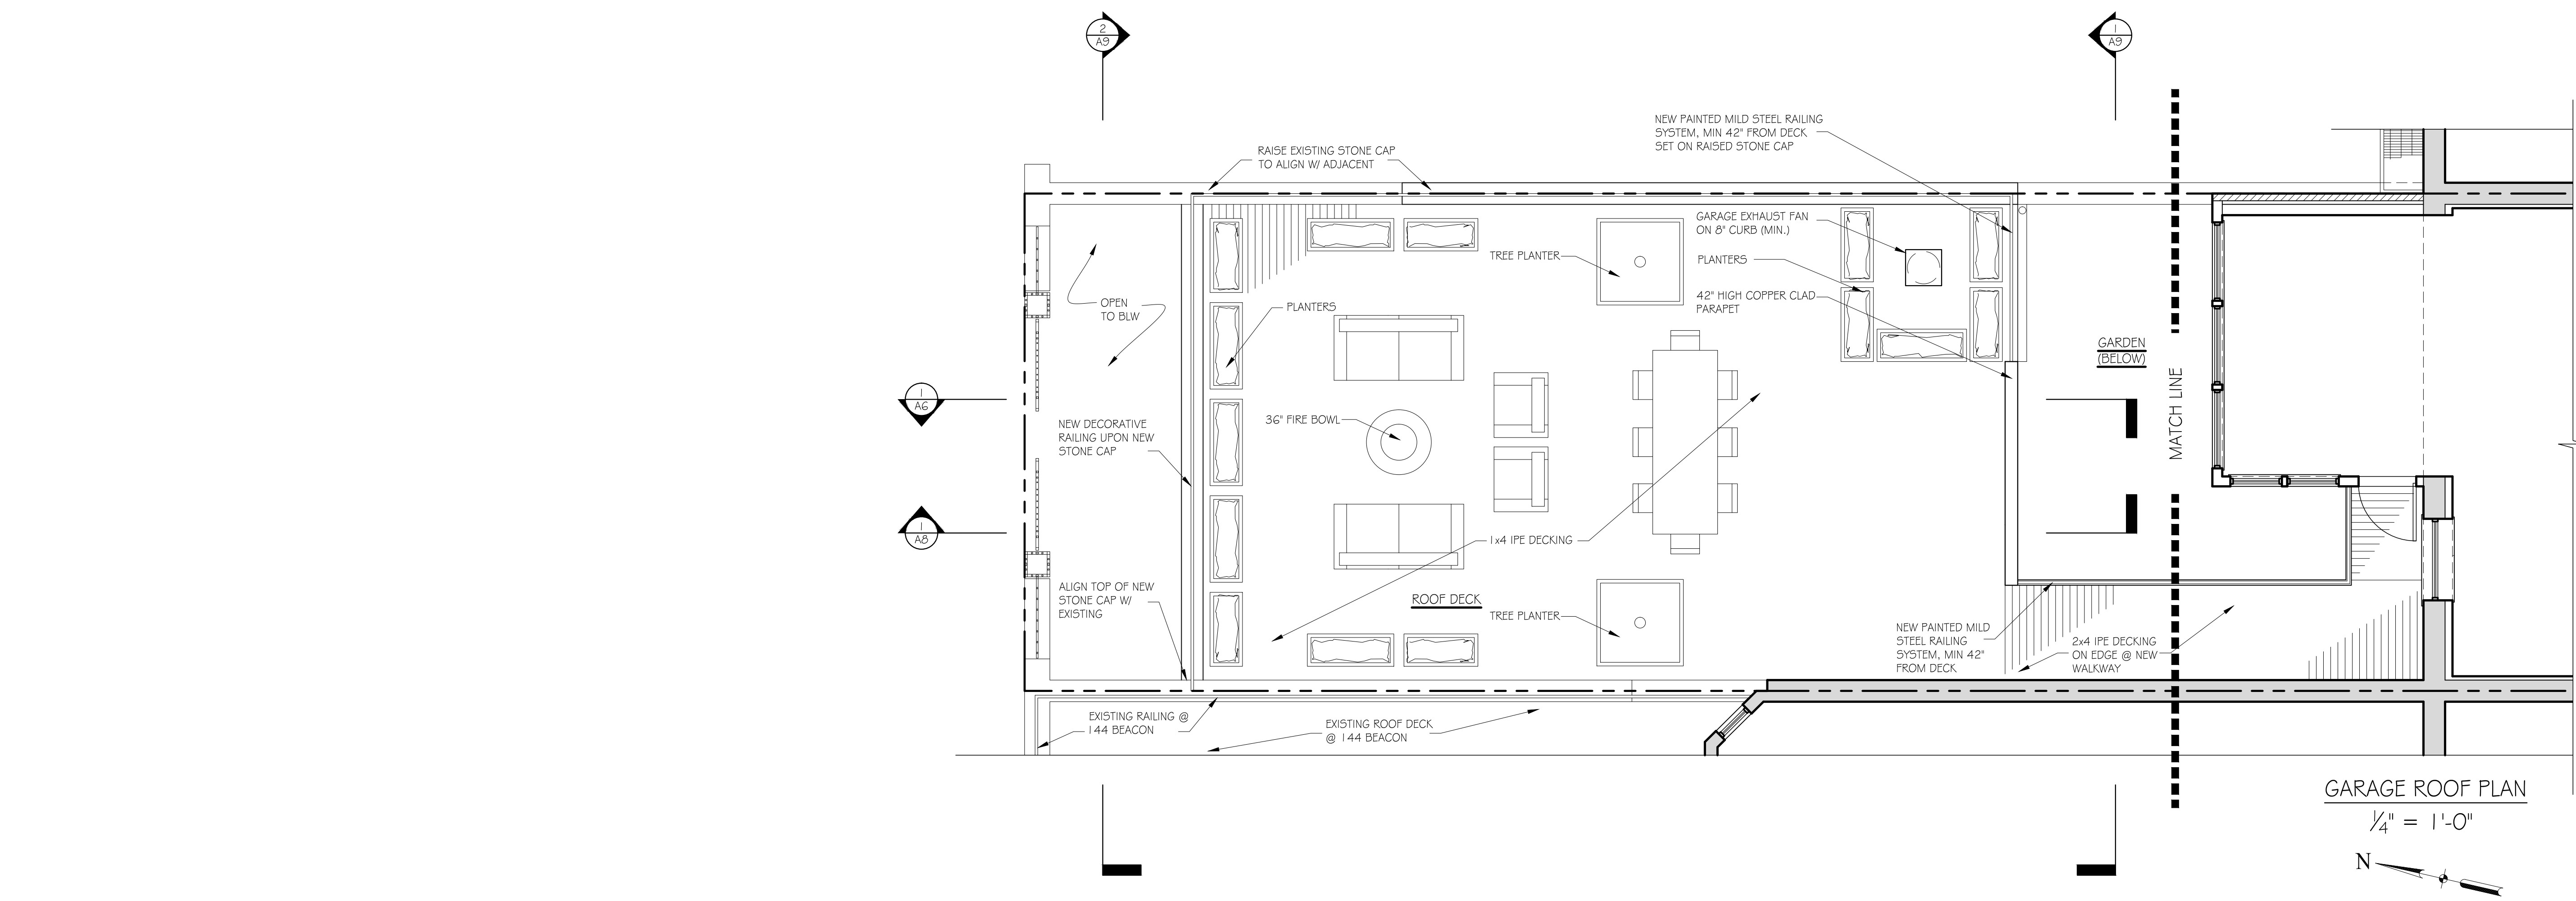 2
A9
1
A9
NEW PAINTED MILD STEEL RAILING
SYSTEM, MIN 42" FROM DECK
SET ON RAISED STONE CAP
RAISE EXISTING STONE CAP
TO ALIGN W/ ADJACENT
GARAGE EXHAUST FAN
ON 8" CURB (MIN.)
TREE PLANTER
PLANTERS
42" HIGH COPPER CLAD
PARAPET
OPEN
TO BLW
PLANTERS
GARDEN
(BELOW)
MATCH LINE
1
A6
NEW DECORATIVE
RAILING UPON NEW
STONE CAP
36" FIRE BOWL
1
A8
1x4 IPE DECKING
ALIGN TOP OF NEW
STONE CAP W/
EXISTING
ROOF DECK
TREE PLANTER
NEW PAINTED MILD
STEEL RAILING
SYSTEM, MIN 42"
FROM DECK
2x4 IPE DECKING
ON EDGE @ NEW
WALKWAY
EXISTING RAILING @
144 BEACON
EXISTING ROOF DECK
@ 144 BEACON
GARAGE ROOF PLAN
1/4" = 1'-0"
N